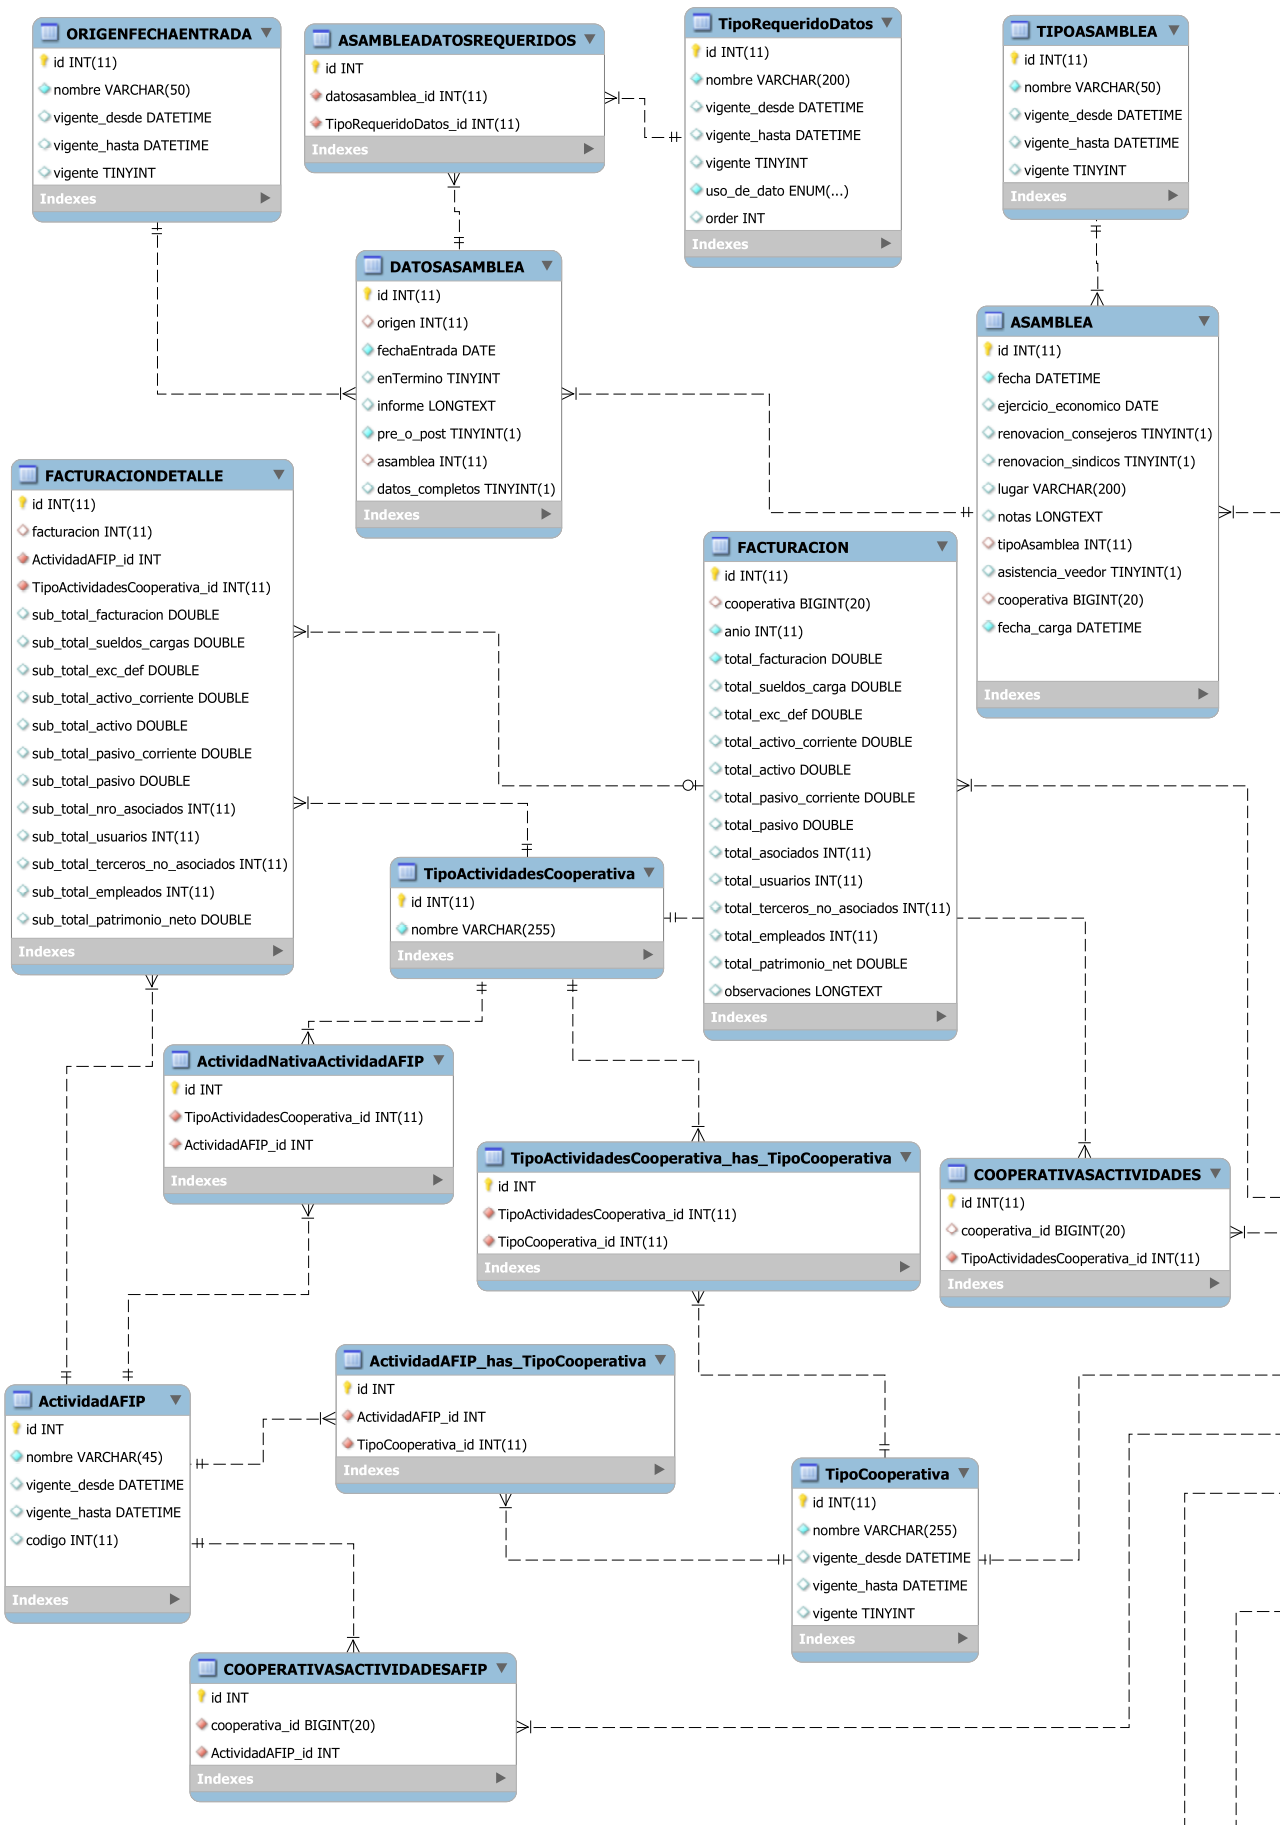 ORIGENFECHAENTRADA
id INT(11)
nombre VARCHAR(50)
vigente_desde DATETIME
vigente_hasta DATETIME
vigente TINYINT
Indexes
ASAMBLEADATOSREQUERIDOS
id INT
datosasamblea_id INT(11)
TipoRequeridoDatos_id INT(11)
Indexes
TipoRequeridoDatos
id INT(11)
nombre VARCHAR(200)
vigente_desde DATETIME
vigente_hasta DATETIME
vigente TINYINT
uso_de_dato ENUM(...)
order INT
Indexes
TIPOASAMBLEA
id INT(11)
nombre VARCHAR(50)
vigente_desde DATETIME
vigente_hasta DATETIME
vigente TINYINT
Indexes
DATOSASAMBLEA
id INT(11)
origen INT(11)
fechaEntrada DATE
enTermino TINYINT
informe LONGTEXT
pre_o_post TINYINT(1)
asamblea INT(11)
datos_completos TINYINT(1)
Indexes
ASAMBLEA
id INT(11)
fecha DATETIME
ejercicio_economico DATE
renovacion_consejeros TINYINT(1)
renovacion_sindicos TINYINT(1)
lugar VARCHAR(200)
notas LONGTEXT
tipoAsamblea INT(11)
asistencia_veedor TINYINT(1)
cooperativa BIGINT(20)
fecha_carga DATETIME
Indexes
FACTURACIONDETALLE
id INT(11)
facturacion INT(11)
ActividadAFIP_id INT
TipoActividadesCooperativa_id INT(11)
sub_total_facturacion DOUBLE
sub_total_sueldos_cargas DOUBLE
sub_total_exc_def DOUBLE
sub_total_activo_corriente DOUBLE
sub_total_activo DOUBLE
sub_total_pasivo_corriente DOUBLE
sub_total_pasivo DOUBLE
sub_total_nro_asociados INT(11)
sub_total_usuarios INT(11)
sub_total_terceros_no_asociados INT(11)
sub_total_empleados INT(11)
sub_total_patrimonio_neto DOUBLE
Indexes
FACTURACION
id INT(11)
cooperativa BIGINT(20)
anio INT(11)
total_facturacion DOUBLE
total_sueldos_carga DOUBLE
total_exc_def DOUBLE
total_activo_corriente DOUBLE
total_activo DOUBLE
total_pasivo_corriente DOUBLE
total_pasivo DOUBLE
total_asociados INT(11)
total_usuarios INT(11)
total_terceros_no_asociados INT(11)
total_empleados INT(11)
total_patrimonio_net DOUBLE
observaciones LONGTEXT
Indexes
TipoActividadesCooperativa
id INT(11)
nombre VARCHAR(255)
Indexes
ActividadNativaActividadAFIP
id INT
TipoActividadesCooperativa_id INT(11)
ActividadAFIP_id INT
Indexes
TipoActividadesCooperativa_has_TipoCooperativa
id INT
TipoActividadesCooperativa_id INT(11)
TipoCooperativa_id INT(11)
Indexes
COOPERATIVASACTIVIDADES
id INT(11)
cooperativa_id BIGINT(20)
TipoActividadesCooperativa_id INT(11)
Indexes
ActividadAFIP_has_TipoCooperativa
id INT
ActividadAFIP_id INT
TipoCooperativa_id INT(11)
Indexes
ActividadAFIP
id INT
nombre VARCHAR(45)
vigente_desde DATETIME
vigente_hasta DATETIME
codigo INT(11)
Indexes
TipoCooperativa
id INT(11)
nombre VARCHAR(255)
vigente_desde DATETIME
vigente_hasta DATETIME
vigente TINYINT
Indexes
COOPERATIVASACTIVIDADESAFIP
id INT
cooperativa_id BIGINT(20)
ActividadAFIP_id INT
Indexes